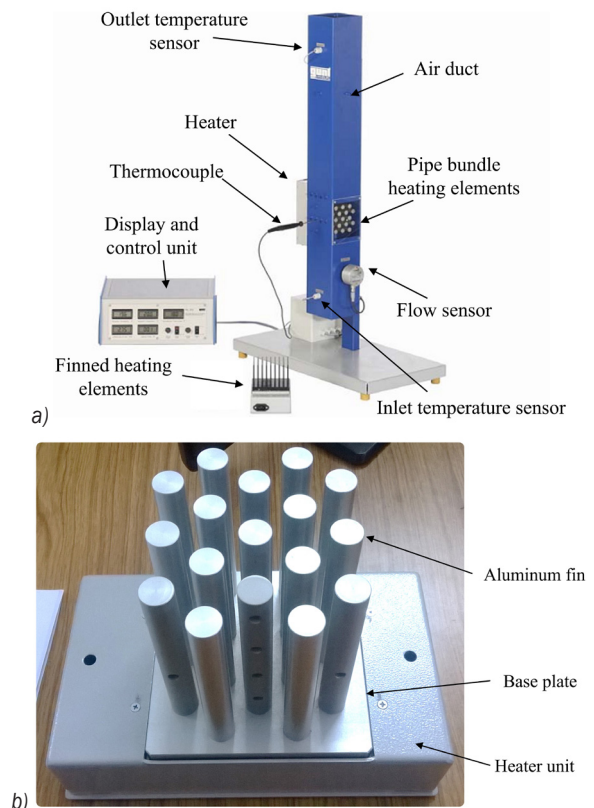 Outlet temperature
sensor
Air duct
Heater
Thermocouple
Pipe bundle
heating elements
Display and
control unit
Flow sensor
Finned heating
elements
Inlet temperature sensor
a)
Aluminum fin
Base plate
Heater unit
b)